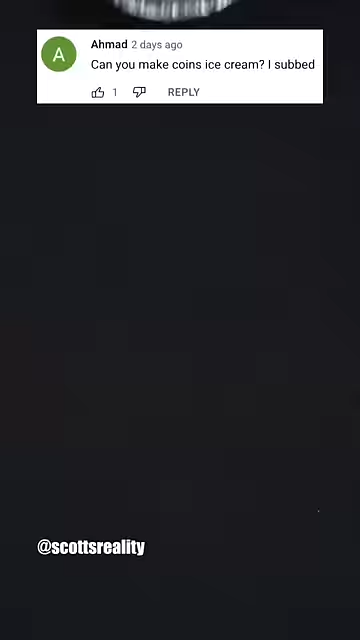 A
Ahmad 2 days ago
Can you make coins ice cream? I subbed
1 REPLY
@scottsreality